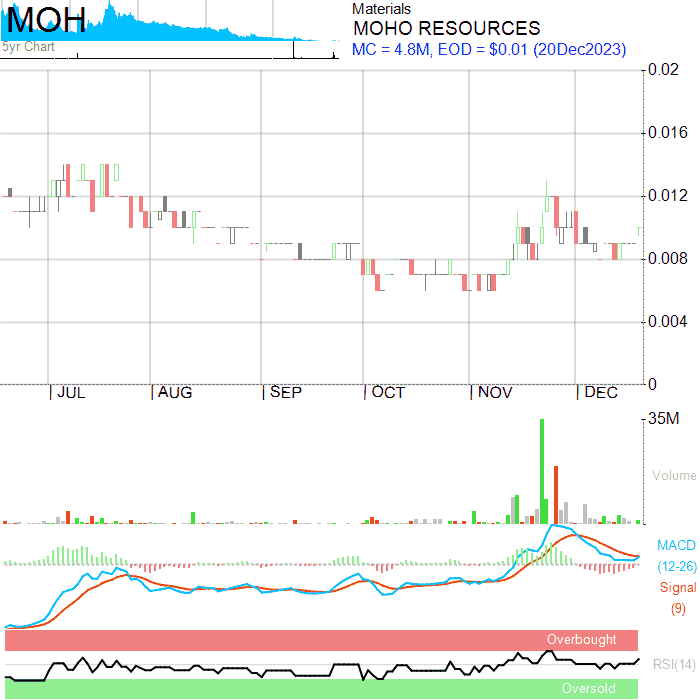 MOH
5yr Chart
Materials
MOHO RESOURCES
MC = 4.8M, EOD = $0.01 (20Dec2023)
0.02
0.016
0.012
0.008
0.004
0
JUL AUG SEP OCT NOV DEC
35M
Volume
MACD
(12-26)
Signal
(9)
Overbought
RSI(14)
Oversold